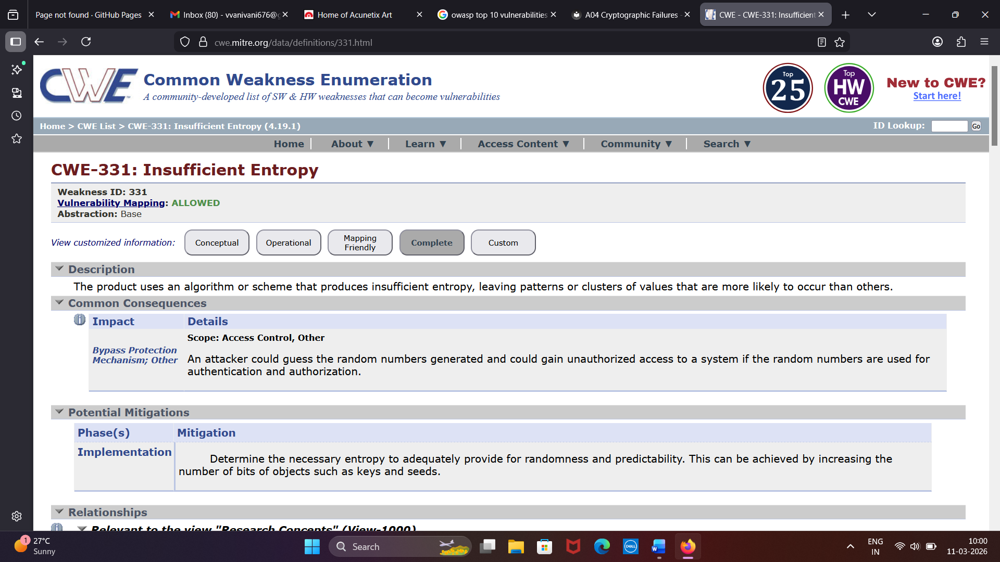 Page not found · GitHub Pages
Inbox (80) - vvanivani676@g
Home of Acunetix Art
owasp top 10 vulnerabilities
A04 Cryptographic Failures -
CWE - CWE-331: Insufficient
cwe.mitre.org/data/definitions/331.html
CWE
Common Weakness Enumeration
A community-developed list of SW & HW weaknesses that can become vulnerabilities
Top
25
Top
HW
CWE
New to CWE?
Start here!
Home > CWE List > CWE-331: Insufficient Entropy (4.19.1)
ID Lookup:
Go
Home
About ▼
Learn ▼
Access Content ▼
Community ▼
Search ▼
CWE-331: Insufficient Entropy
Weakness ID: 331
Vulnerability Mapping: ALLOWED
Abstraction: Base
View customized information:
Conceptual
Operational
Mapping
Friendly
Complete
Custom
Description
The product uses an algorithm or scheme that produces insufficient entropy, leaving patterns or clusters of values that are more likely to occur than others.
Common Consequences
Impact
Details
Scope: Access Control, Other
Bypass Protection
Mechanism; Other
An attacker could guess the random numbers generated and could gain unauthorized access to a system if the random numbers are used for
authentication and authorization.
Potential Mitigations
Phase(s)
Mitigation
Implementation
Determine the necessary entropy to adequately provide for randomness and predictability. This can be achieved by increasing the
number of bits of objects such as keys and seeds.
Relationships
Relevant to the view "Research Concepts" (View-1000)
1
27°C
Sunny
Search
DELL
W
ENG
IN
10:00
11-03-2026